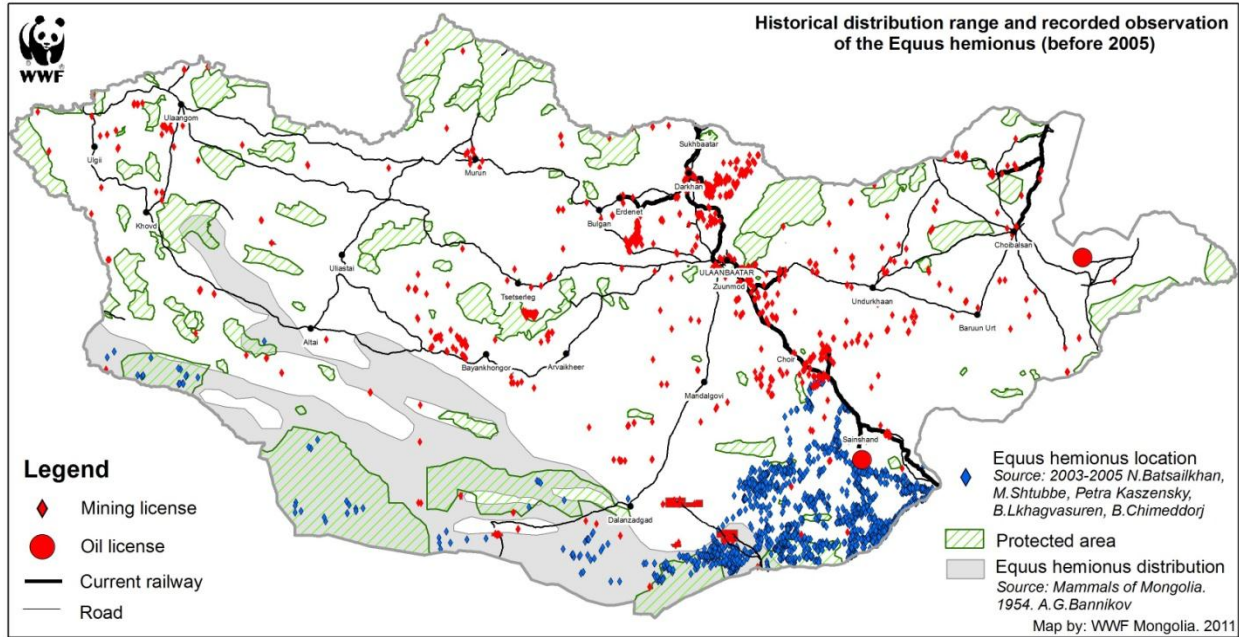 Historical distribution range and recorded observation
of the Equus hemionus (before 2005)
WWF
Ulaangom
Ulgii
Khovd
Murun
Sukhbaatar
Darkhan
Erdenet
Bulgan
Uliastai
Tsetserleg
ULAANBAATAR
Zuunmod
Choibalsan
Undurkhaan
Baruun Urt
Altai
Bayankhongor
Arvaikheer
Choir
Mandalgovi
Sainshand
Dalanzadgad
Legend
Mining license
Oil license
Current railway
Road
Equus hemionus location
Source: 2003-2005 N.Batsailkhan,
M.Shtubbe, Petra Kaszensky,
B.Lkhagvasuren, B.Chimeddorj
Protected area
Equus hemionus distribution
Source: Mammals of Mongolia.
1954. A.G.Bannikov
Map by: WWF Mongolia. 2011